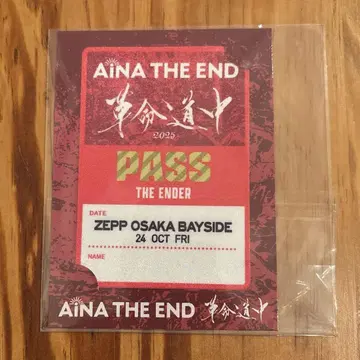 AiNA THE END
革命道中
2025
PASS
THE ENDER
DATE
ZEPP OSAKA BAYSIDE
24 OCT FRI
NAME
AiNA THE END 革命道中